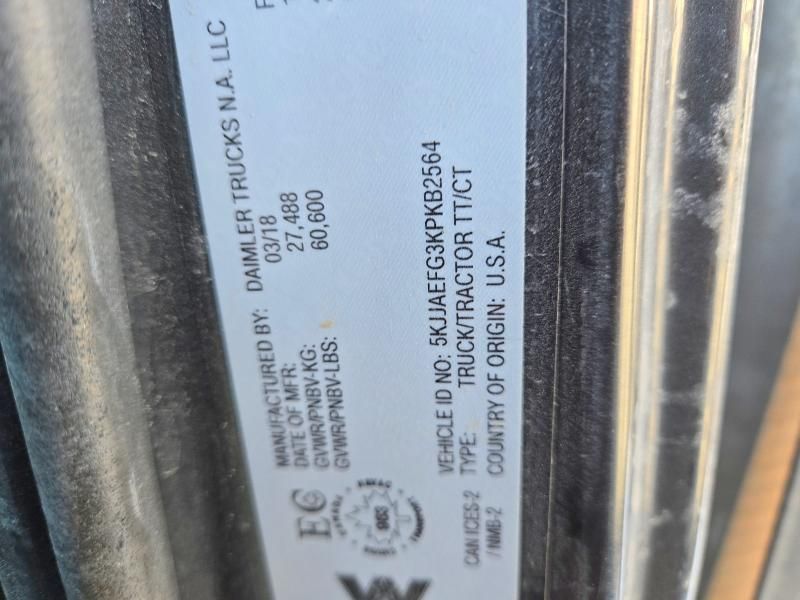 MANUFACTURED BY: DAIMLER TRUCKS N.A. LLC
DATE OF MFR: 03/18
GVWR/PNBV-KG: 27,488
GVWR/PNBV-LBS: 60,600
EC
VEHICLE ID NO: 5KJJAEFG3KPKB2564
TYPE: TRUCK/TRACTOR TT/CT
COUNTRY OF ORIGIN: U.S.A.
CAN ICES-2
/ NMB-2